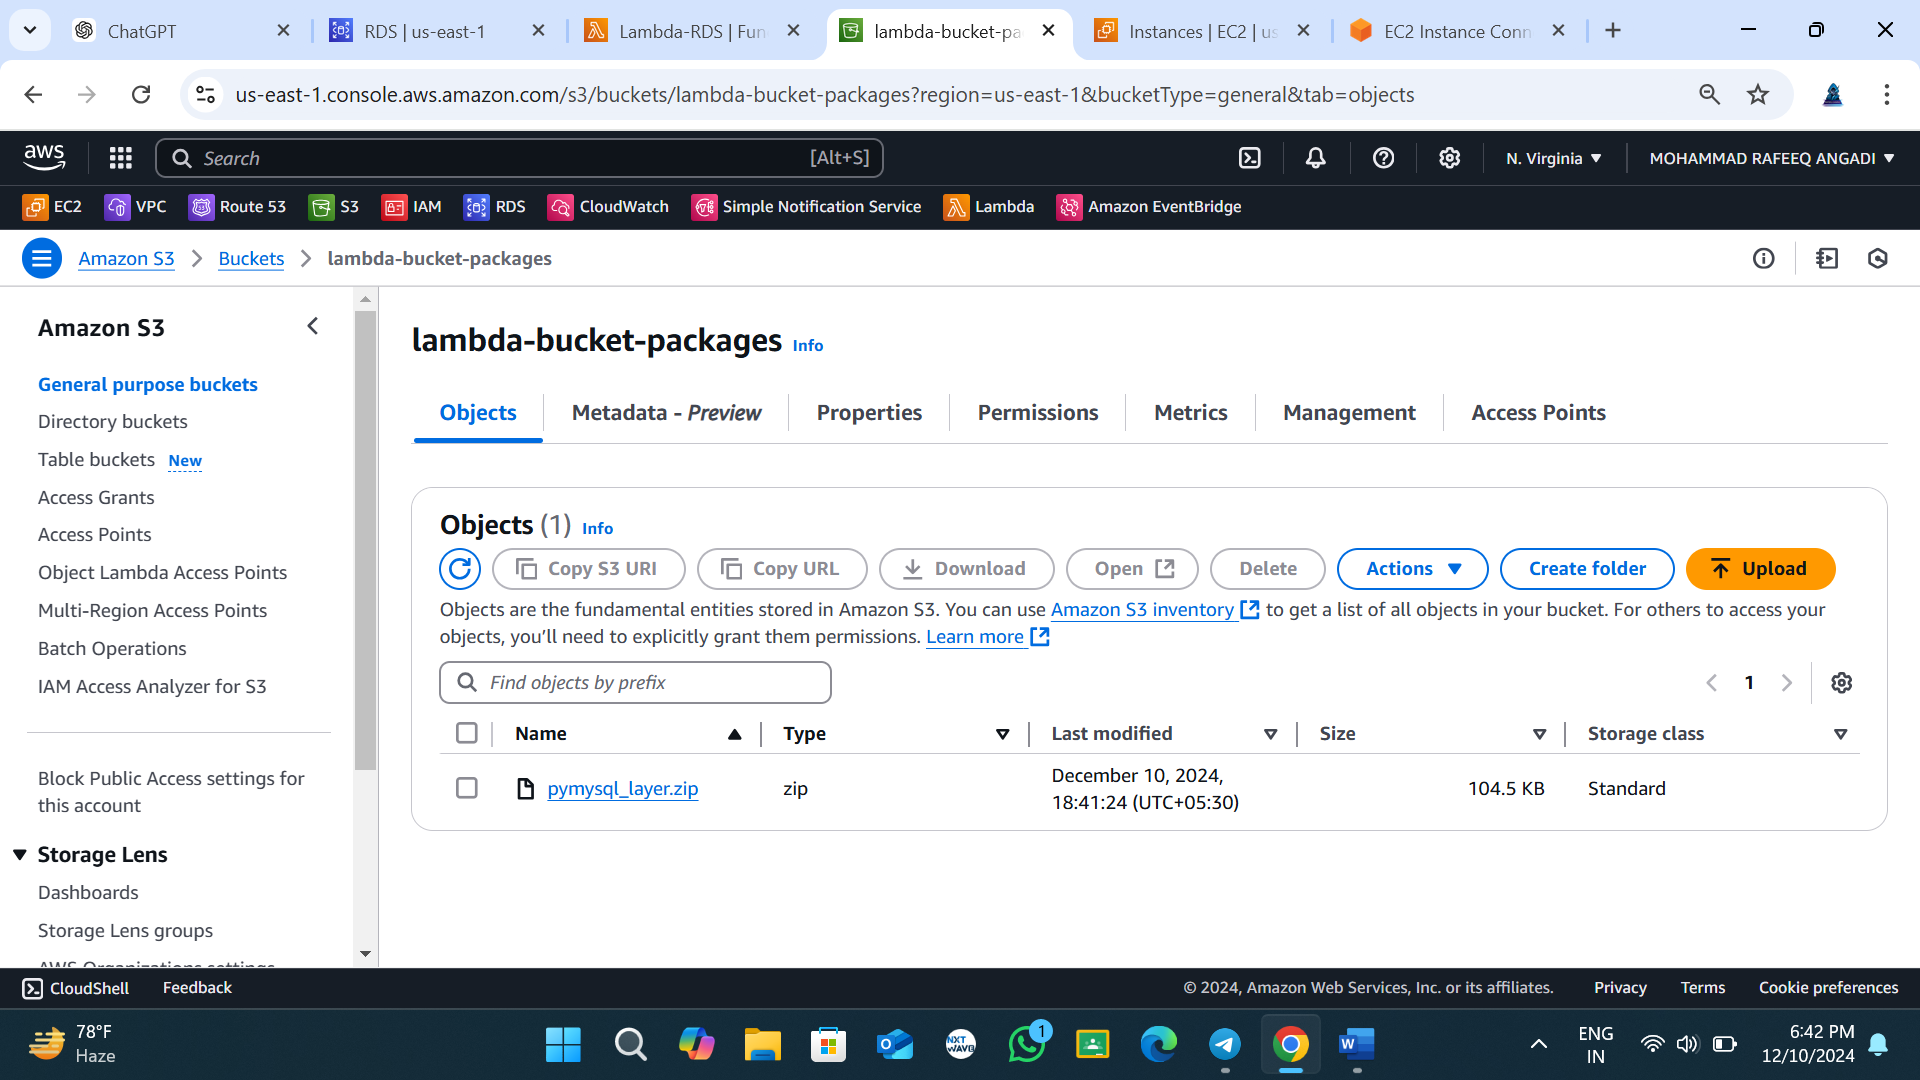 ChatGPT
RDS | us-east-1
Lambda-RDS | Fun
lambda-bucket-pa
Instances | EC2 | us
EC2 Instance Conn
us-east-1.console.aws.amazon.com/s3/buckets/lambda-bucket-packages?region=us-east-1&bucketType=general&tab=objects
aws
Search
[Alt+S]
N. Virginia
MOHAMMAD RAFEEQ ANGADI
EC2
VPC
Route 53
S3
IAM
RDS
CloudWatch
Simple Notification Service
Lambda
Amazon EventBridge
Amazon S3
Buckets
lambda-bucket-packages
Amazon S3
General purpose buckets
Directory buckets
Table buckets New
Access Grants
Access Points
Object Lambda Access Points
Multi-Region Access Points
Batch Operations
IAM Access Analyzer for S3
Block Public Access settings for
this account
Storage Lens
Dashboards
Storage Lens groups
AWS Organizations settings
lambda-bucket-packages Info
Objects
Metadata - Preview
Properties
Permissions
Metrics
Management
Access Points
Objects (1) Info
Copy S3 URI
Copy URL
Download
Open
Delete
Actions
Create folder
Upload
Objects are the fundamental entities stored in Amazon S3. You can use Amazon S3 inventory to get a list of all objects in your bucket. For others to access your
objects, you’ll need to explicitly grant them permissions. Learn more
Find objects by prefix
1
Name
Type
Last modified
Size
Storage class
pymysql_layer.zip
zip
December 10, 2024,
18:41:24 (UTC+05:30)
104.5 KB
Standard
CloudShell
Feedback
© 2024, Amazon Web Services, Inc. or its affiliates.
Privacy
Terms
Cookie preferences
78°F
Haze
NXT
WAVE
1
ENG
IN
6:42 PM
12/10/2024